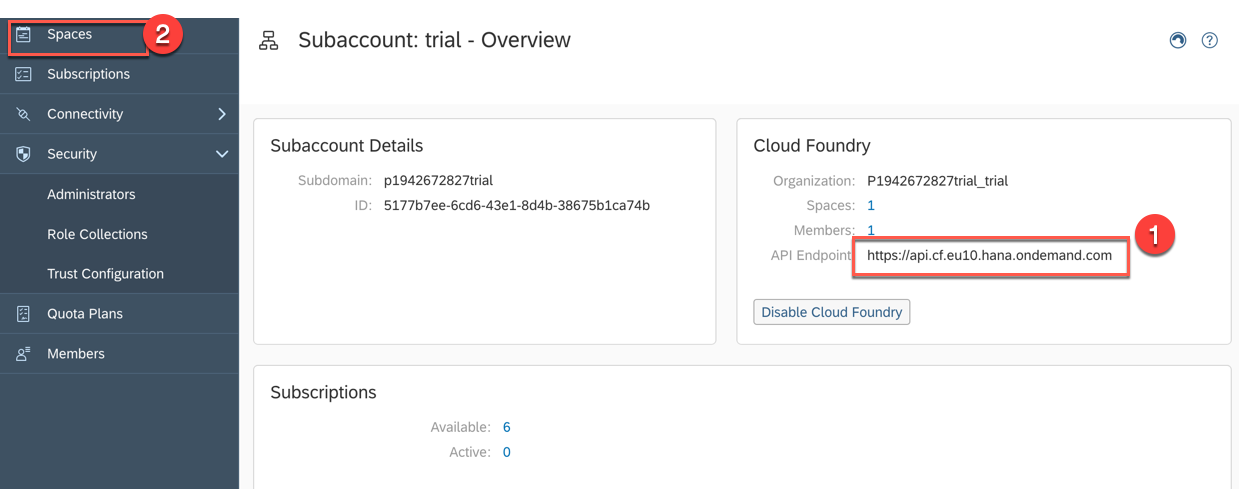 Spaces
2
Subscriptions
Connectivity
Security
Administrators
Role Collections
Trust Configuration
Quota Plans
Members
Subaccount: trial - Overview
?
Subaccount Details
Subdomain: p1942672827trial
ID: 5177b7ee-6cd6-43e1-8d4b-38675b1ca74b
Cloud Foundry
Organization: P1942672827trial_trial
Spaces: 1
Members: 1
API Endpoint https://api.cf.eu10.hana.ondemand.com
1
Disable Cloud Foundry
Subscriptions
Available: 6
Active: 0